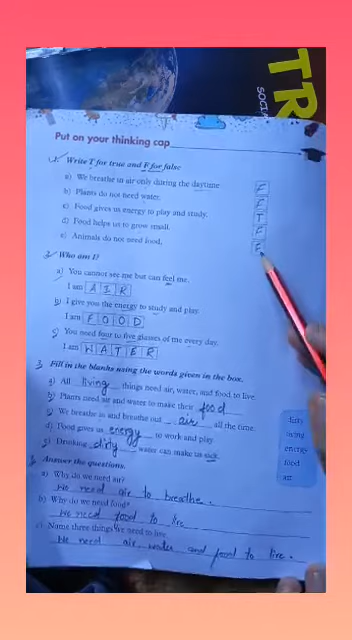 TR
SOCIA
Put on your thinking cap
1. Write T for true and F for false
a) We breathe in air only during the daytime. F
b) Plants do not need water. F
c) Food gives us energy to play and study. T
d) Food helps us to grow small. F
e) Animals do not need food. F
2. Who am I?
a) You cannot see me but can feel me.
I am A I R
b) I give you the energy to study and play.
I am F O O D
c) You need four to five glasses of me every day.
I am W A T E R
3. Fill in the blanks using the words given in the box.
a) All living things need air, water, and food to live
b) Plants need air and water to make their food
c) We breathe in and breathe out air all the time.
d) Food gives us energy to work and play.
e) Drinking dirty water can make us sick.
dirty
living
energy
food
air
Answer the questions.
a) Why do we need air?
We need air to breathe.
b) Why do we need food?
We need food to live
c) Name three things we need to live
We need air, water and food to live.